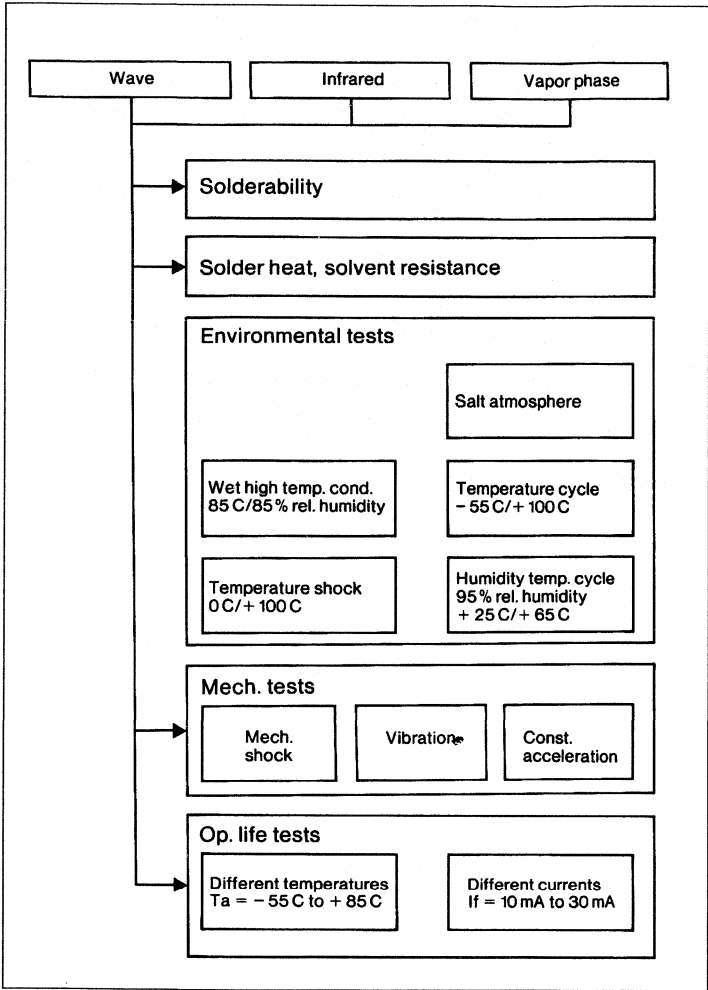 Wave
Infrared
Vapor phase
Solderability
Solder heat, solvent resistance
Environmental tests
Salt atmosphere
Wet high temp. cond.
85 C/85 % rel. humidity
Temperature cycle
– 55 C/+ 100 C
Temperature shock
0 C/+ 100 C
Humidity temp. cycle
95 % rel. humidity
+ 25 C/+ 65 C
Mech. tests
Mech.
shock
Vibration
Const.
acceleration
Op. life tests
Different temperatures
Ta = – 55 C to + 85 C
Different currents
If = 10 mA to 30 mA